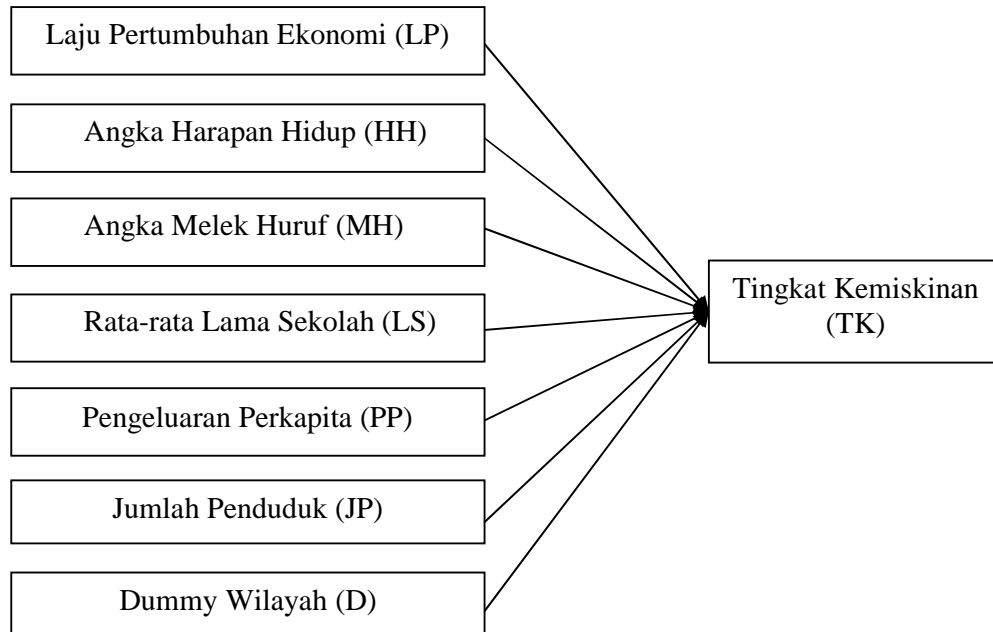 Laju Pertumbuhan Ekonomi (LP)
Angka Harapan Hidup (HH)
Angka Melek Huruf (MH)
Rata-rata Lama Sekolah (LS)
Pengeluaran Perkapita (PP)
Jumlah Penduduk (JP)
Dummy Wilayah (D)
Tingkat Kemiskinan
(TK)